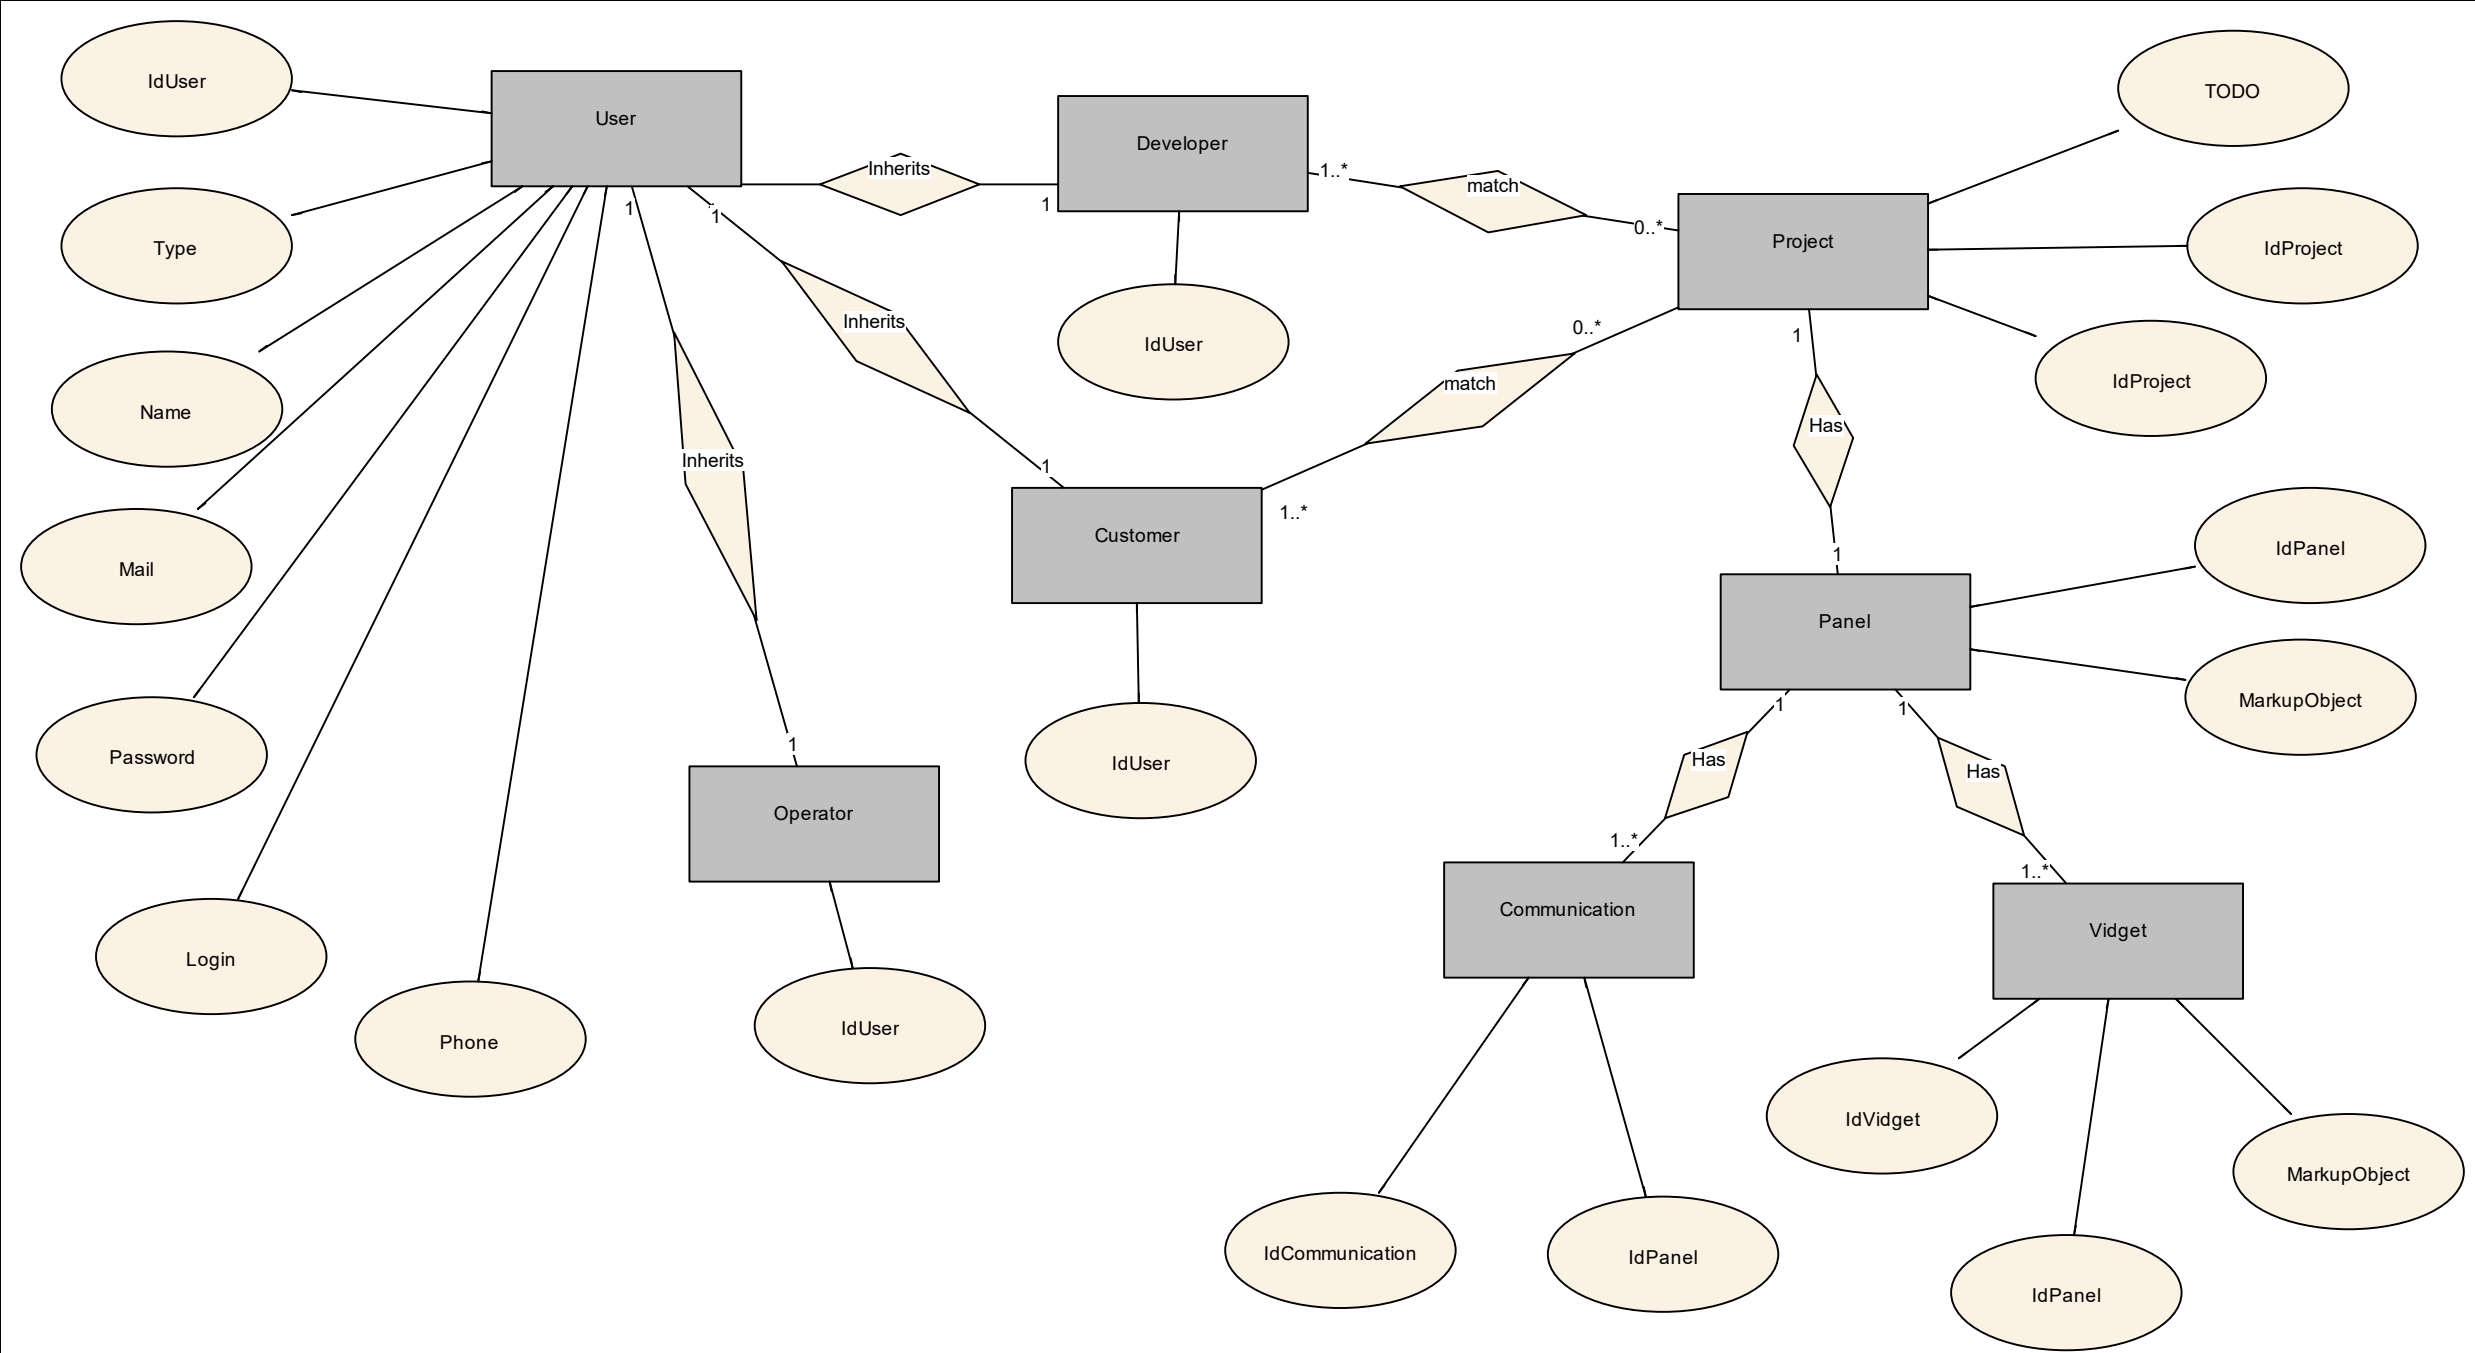 IdUser
User
Inherits
1
Developer
1..*
match
0..*
Project
TODO
IdProject
IdProject
Type
1
1
Name
Inherits
IdUser
0..*
match
1
Has
1
Inherits
1
Customer
1..*
Mail
IdPanel
Panel
MarkupObject
Password
1
Operator
IdUser
1
Has
1..*
1
Has
1..*
Communication
Vidget
Login
Phone
IdUser
IdVidget
MarkupObject
IdCommunication
IdPanel
IdPanel